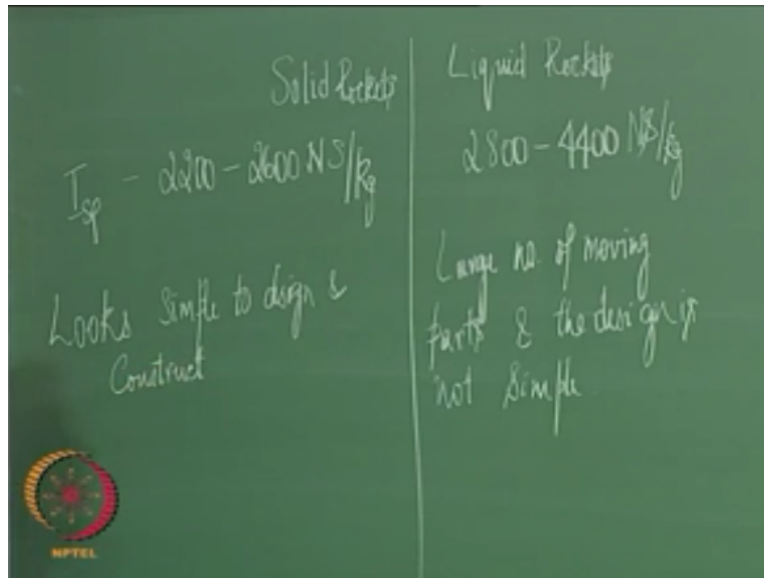 Solid Rockets
I_sp - 2200 - 2600 NS/kg
Looks simple to design &
Construct
Liquid Rockets
2800 - 4400 NS/kg
Large no. of moving
parts & the design is
not simple.
NPTEL